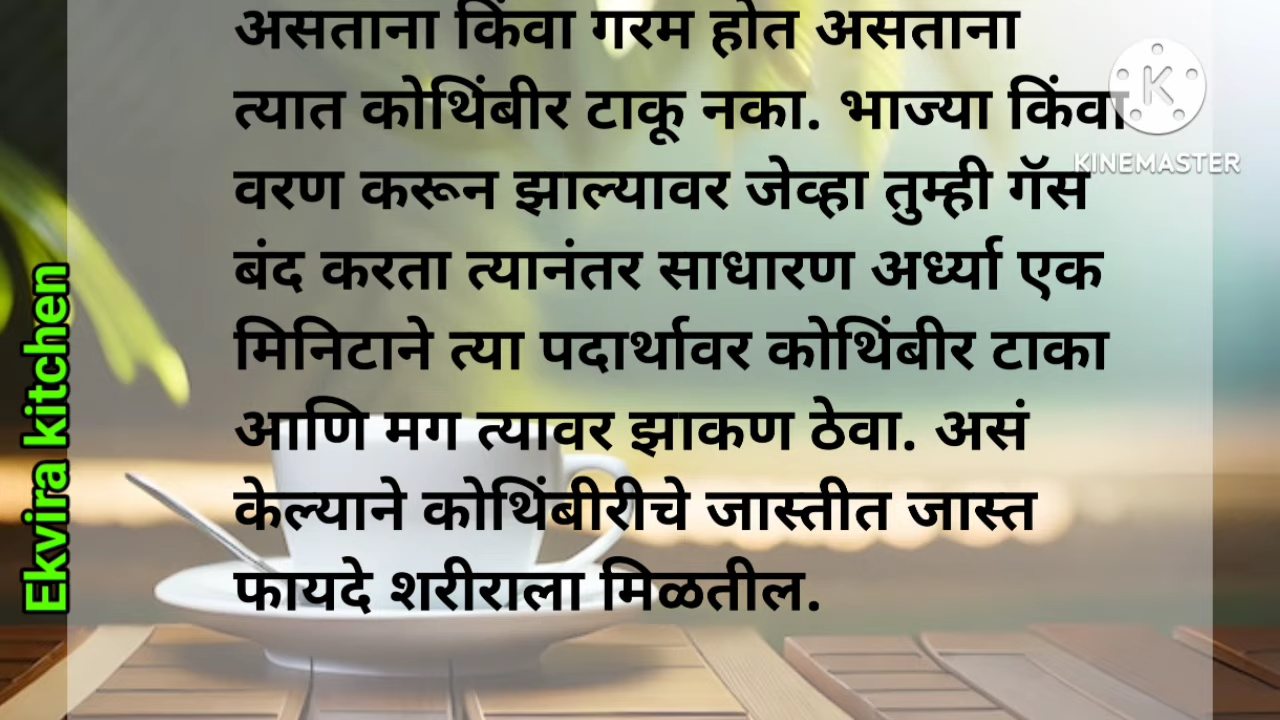 असताना किंवा गरम होत असताना
त्यात कोथिंबीर टाकू नका. भाज्या किंवा
वरण करून झाल्यावर जेव्हा तुम्ही गॅस
बंद करता त्यानंतर साधारण अर्ध्या एक
मिनिटाने त्या पदार्थावर कोथिंबीर टाका
आणि मग त्यावर झाकण ठेवा. असं
केल्याने कोथिंबीरीचे जास्तीत जास्त
फायदे शरीराला मिळतील.
K
KINEMASTER
Ekvira kitchen